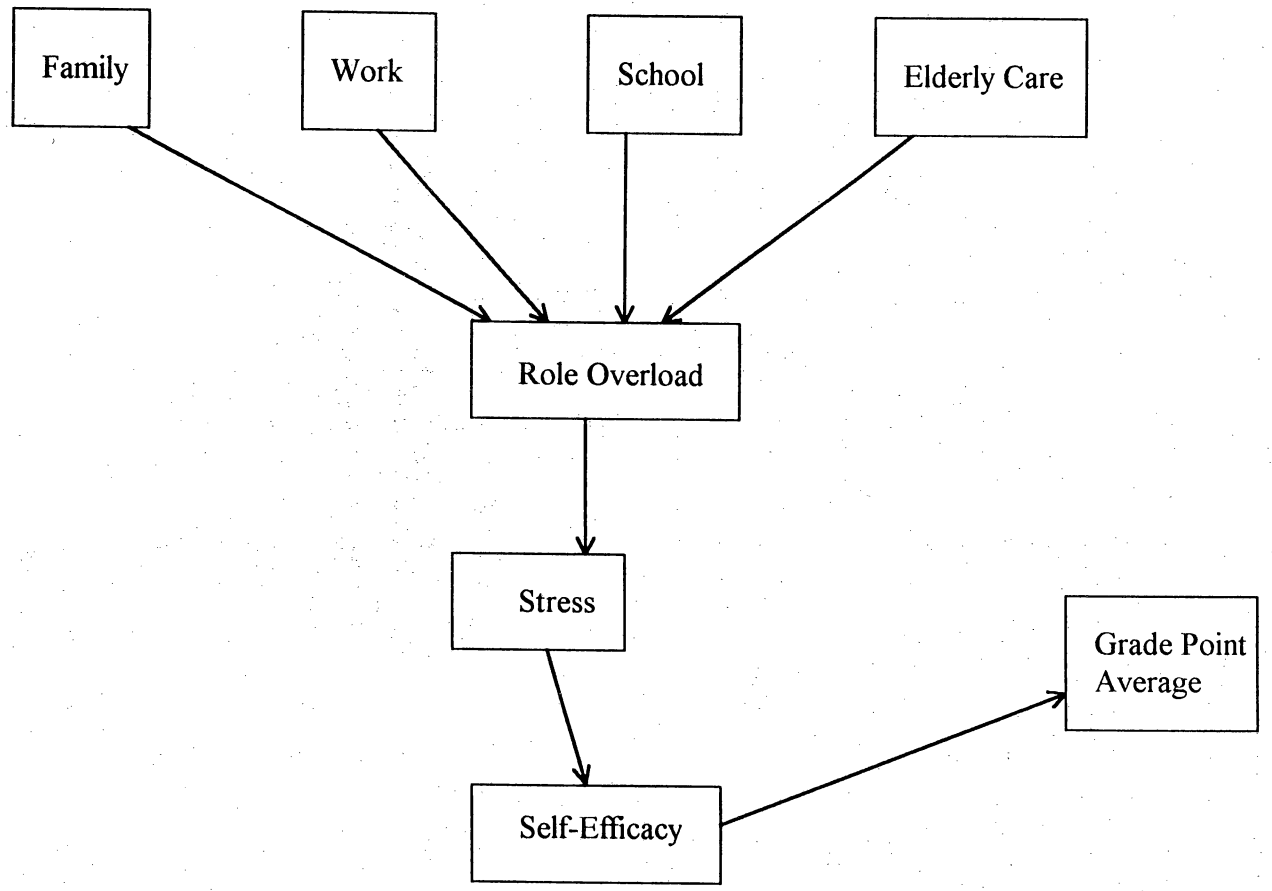 Family
Work
School
Elderly Care
Role Overload
Stress
Grade Point
Average
Self-Efficacy